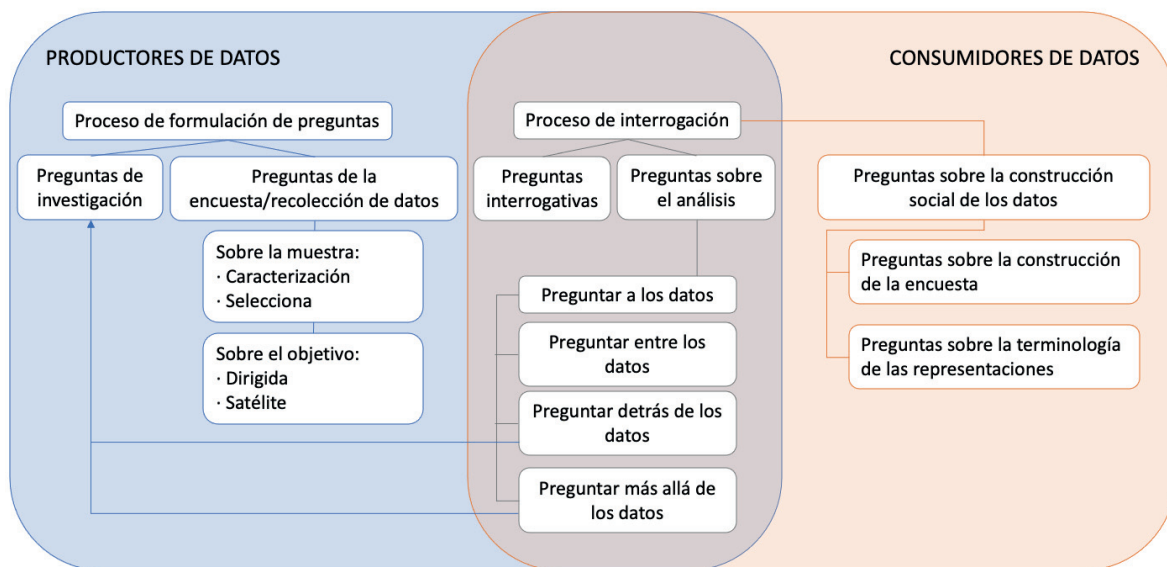 PRODUCTORES DE DATOS
CONSUMIDORES DE DATOS
Proceso de formulación de preguntas
Preguntas de
investigación
Preguntas de la
encuesta/recolección de datos
Sobre la muestra:
· Caracterización
· Selecciona
Sobre el objetivo:
· Dirigida
· Satélite
Proceso de interrogación
Preguntas
interrogativas
Preguntas sobre
el análisis
Preguntar a los datos
Preguntar entre los
datos
Preguntar detrás de los
datos
Preguntar más allá de
los datos
Preguntas sobre la construcción
social de los datos
Preguntas sobre la construcción
de la encuesta
Preguntas sobre la terminología
de las representaciones